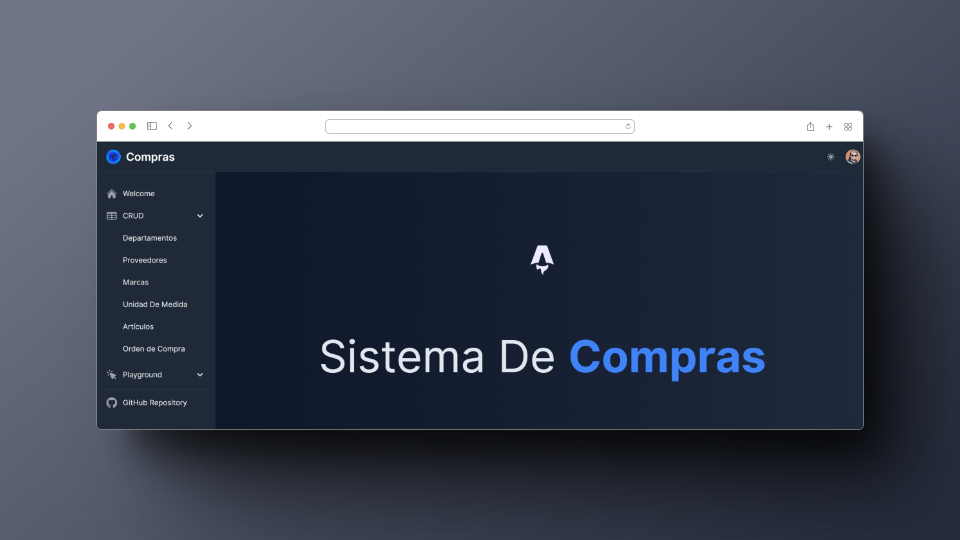 Compras
Welcome
CRUD
Departamentos
Proveedores
Marcas
Unidad De Medida
Artículos
Orden de Compra
Playground
GitHub Repository
Sistema De Compras